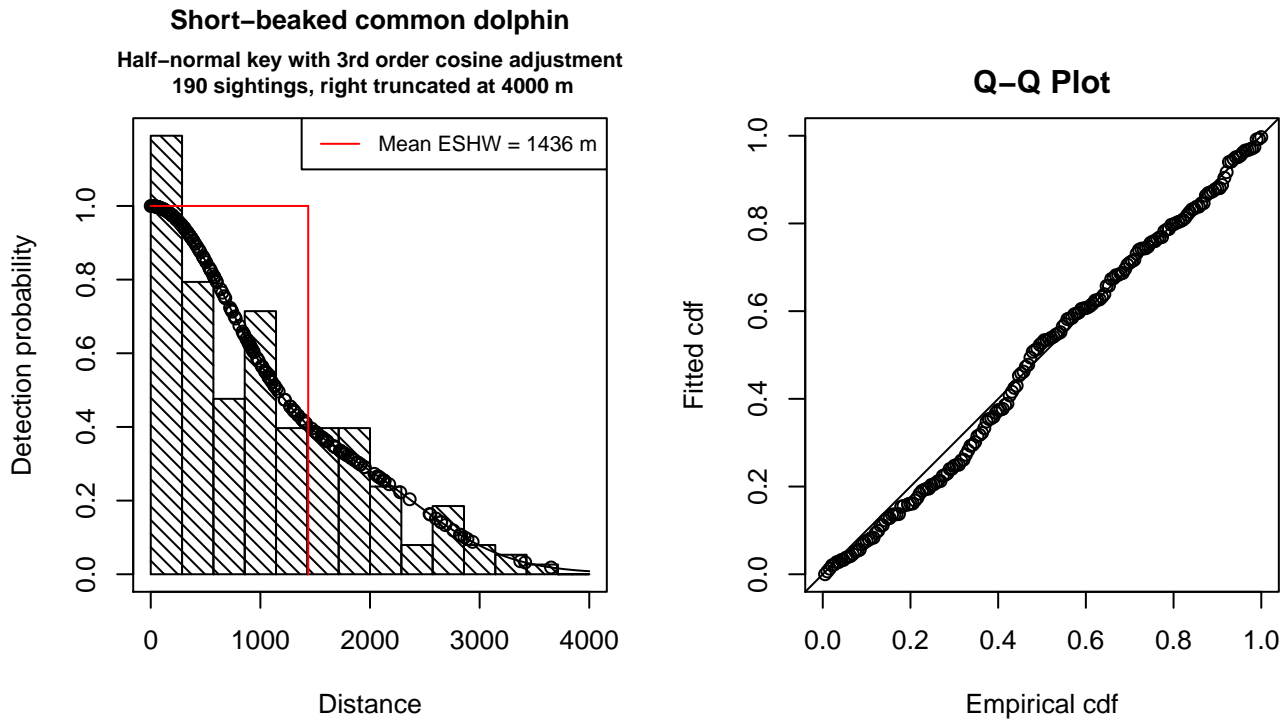 Short−beaked common dolphin
Half−normal key with 3rd order cosine adjustment
190 sightings, right truncated at 4000 m
Mean ESHW = 1436 m
Detection probability
1.0
0.8
0.6
0.4
0.2
0.0
0 1000 2000 3000 4000
Distance
Q−Q Plot
Fitted cdf
1.0
0.8
0.6
0.4
0.2
0.0
0.0 0.2 0.4 0.6 0.8 1.0
Empirical cdf